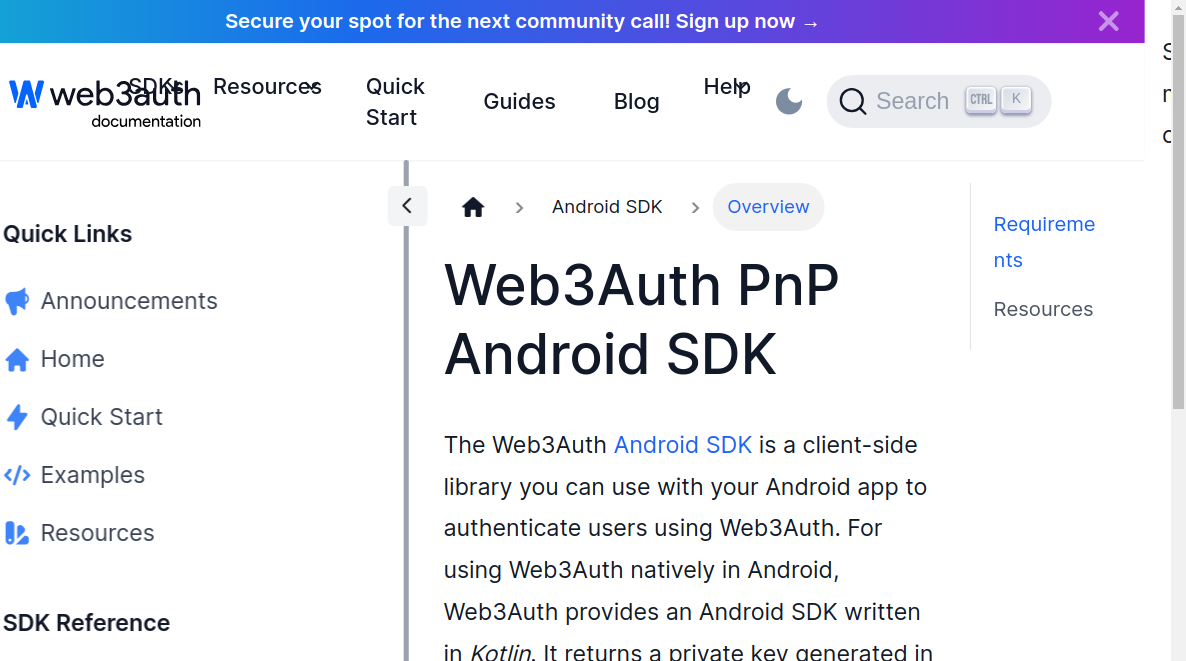 Secure your spot for the next community call! Sign up now →
web3auth
documentation
SDKs
Resources
Quick
Start
Guides
Blog
Help
Search
CTRL
K
Quick Links
Announcements
Home
Quick Start
Examples
Resources
SDK Reference
Android SDK
Overview
Web3Auth PnP
Android SDK
The Web3Auth Android SDK is a client-side
library you can use with your Android app to
authenticate users using Web3Auth. For
using Web3Auth natively in Android,
Web3Auth provides an Android SDK written
in Kotlin. It returns a private key generated in
Requireme
nts
Resources